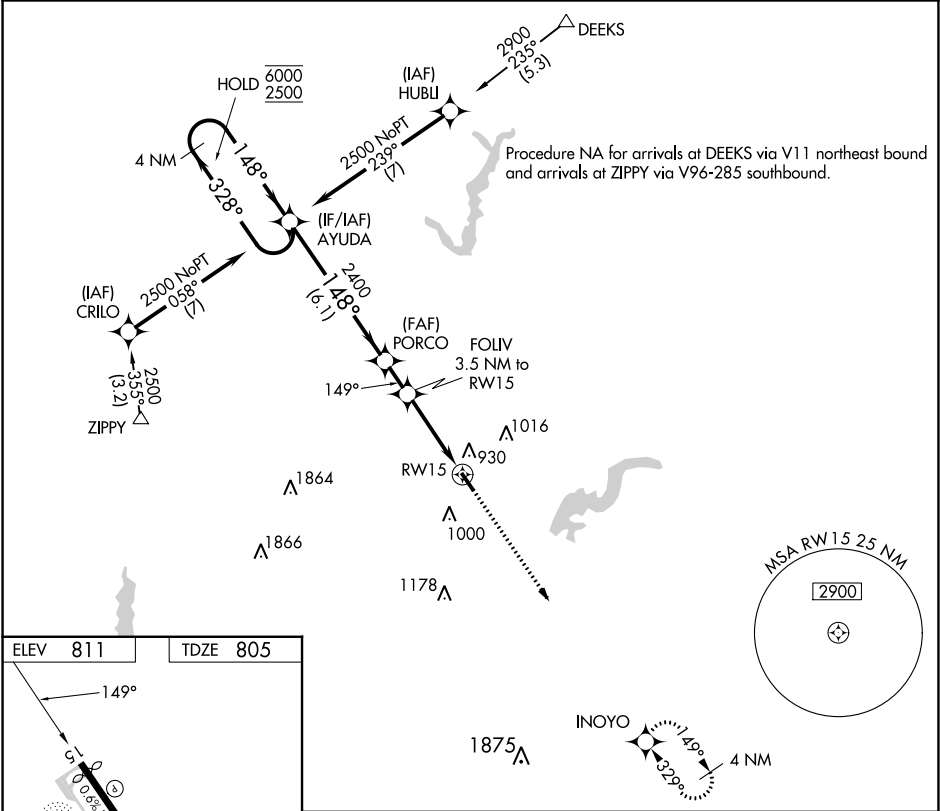 DEEKS
2900
235°
(5.3)
(IAF)
HUBLI
HOLD 6000
2500
4 NM
148°
328°
2500 NoPT
239°
(7)
Procedure NA for arrivals at DEEKS via V11 northeast bound
and arrivals at ZIPPY via V96-285 southbound.
(IF/IAF)
AYUDA
2500 NoPT
058°
(7)
(IAF)
CRILO
2400
148°
(6.1)
(FAF)
PORCO
FOLIV
3.5 NM to
RW15
149°
2500
355°
(3.2)
ZIPPY
1016
930
RW15
1864
1000
1866
1178
MSA RW15 25 NM
2900
ELEV 811
TDZE 805
149°
15
0.6%
P
INOYO
149°
329°
4 NM
1875